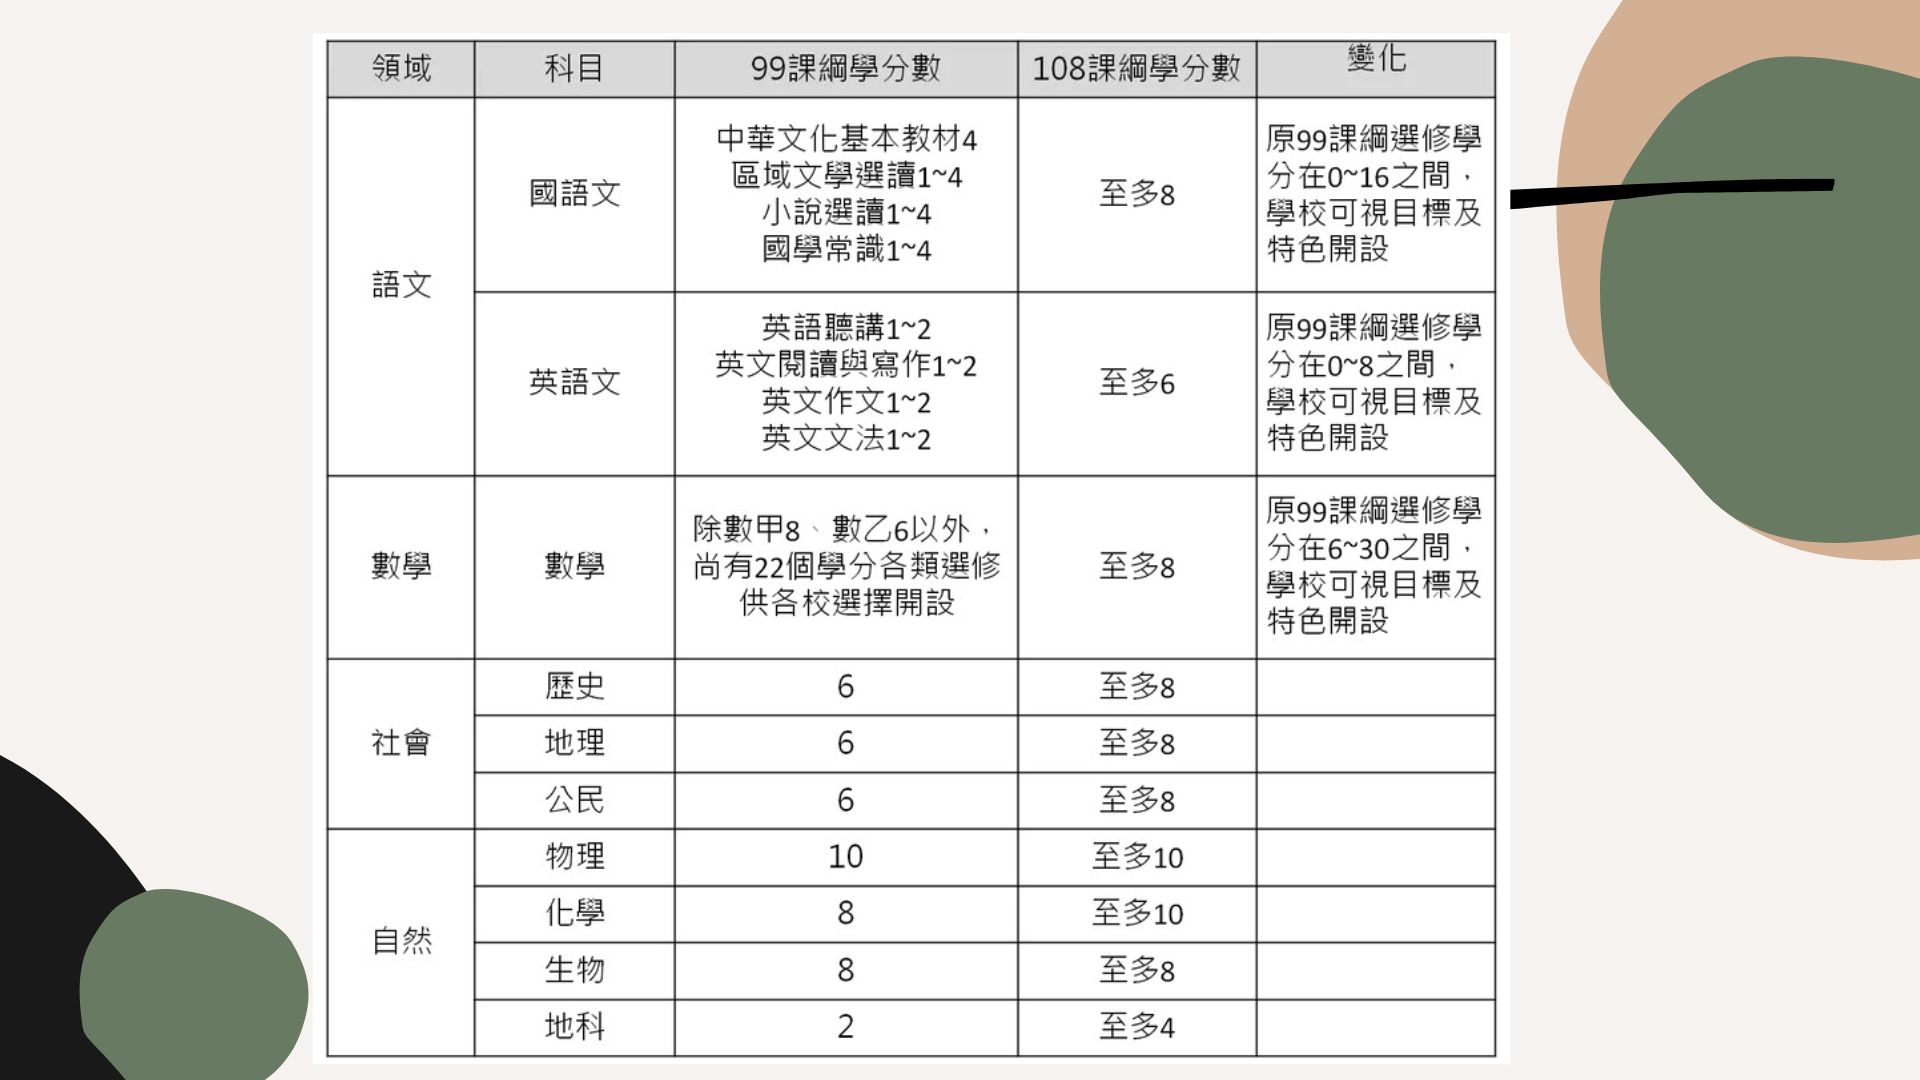 領域 科目 99課綱學分數 108課綱學分數 變化
語文
國語文
中華文化基本教材4
區域文學選讀1~4
小說選讀1~4
國學常識1~4
至多8
原99課綱選修學
分在0~16之間，
學校可視目標及
特色開設
英語文
英語聽講1~2
英文閱讀與寫作1~2
英文作文1~2
英文文法1~2
至多6
原99課綱選修學
分在0~8之間，
學校可視目標及
特色開設
數學
數學
除數甲8、數乙6以外，
尚有22個學分各類選修
供各校選擇開設
至多8
原99課綱選修學
分在6~30之間，
學校可視目標及
特色開設
社會
歷史 6 至多8
地理 6 至多8
公民 6 至多8
自然
物理 10 至多10
化學 8 至多10
生物 8 至多8
地科 2 至多4